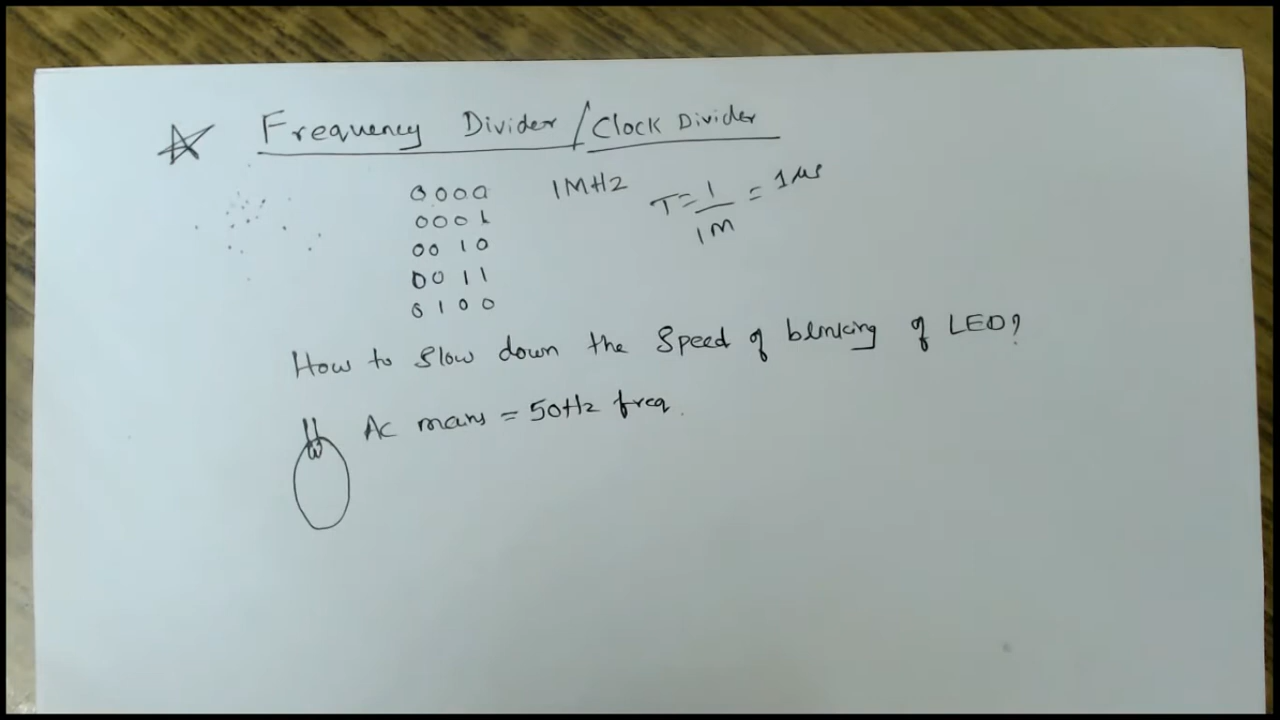 Frequency Divider / Clock Divider
0000 1MHz T = 1/1M = 1μs
0001
0010
0011
0100
How to slow down the speed of blinking of LED?
Ac mans = 50Hz freq.